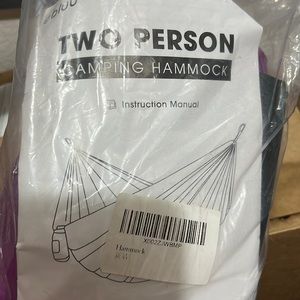 TWO PERSON
CAMPING HAMMOCK
Instruction Manual
Hammock